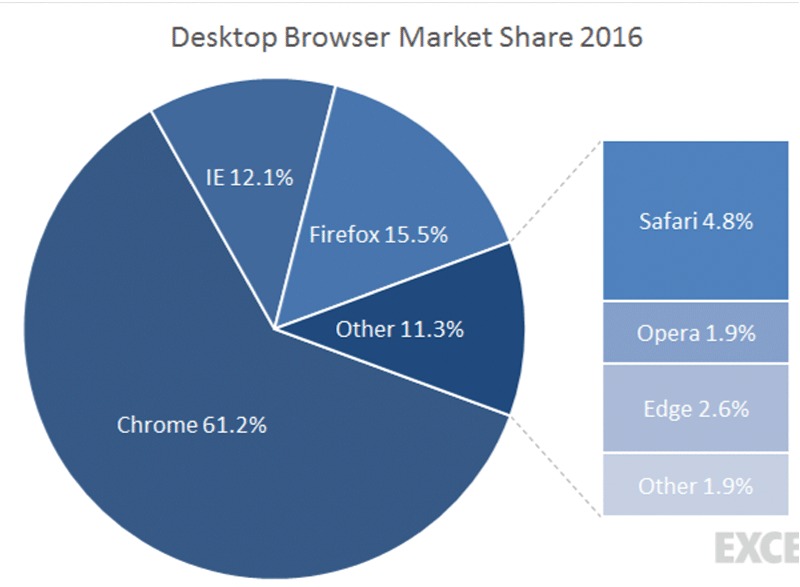 Desktop Browser Market Share 2016
IE 12.1%
Firefox 15.5%
Safari 4.8%
Other 11.3%
Opera 1.9%
Edge 2.6%
Chrome 61.2%
Other 1.9%
EXCE